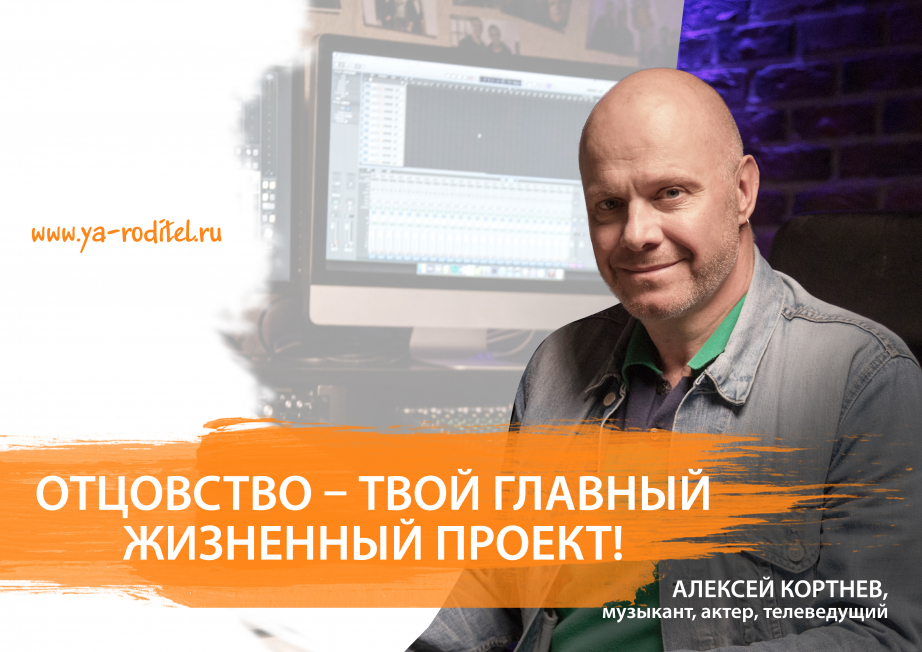 www.ya-roditel.ru
ОТЦОВСТВО – ТВОЙ ГЛАВНЫЙ
ЖИЗНЕННЫЙ ПРОЕКТ!
АЛЕКСЕЙ КОРТНЕВ,
музыкант, актер, телеведущий